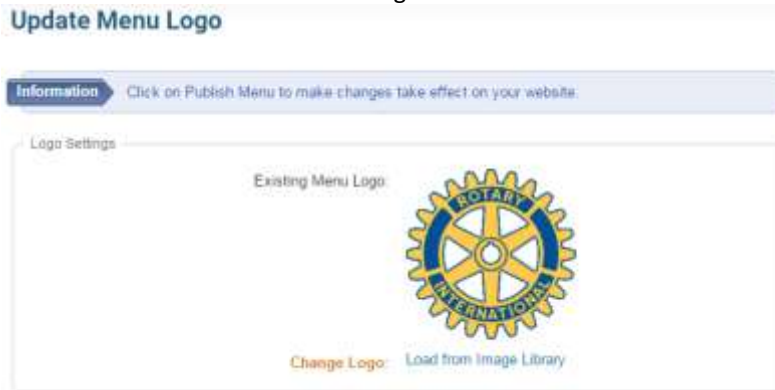 Update Menu Logo
Information Click on Publish Menu to make changes take effect on your website.
Logo Settings
Existing Menu Logo:
ROTARY
INTERNATIONAL
Change Logo: Load from Image Library